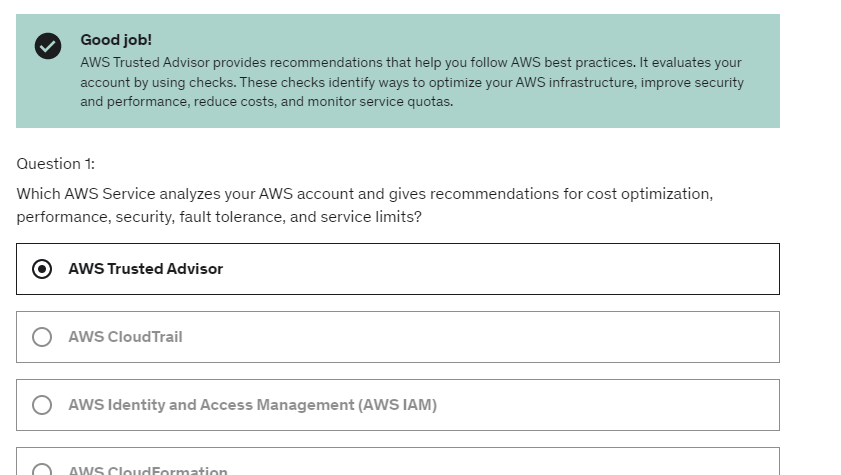 Good job!
AWS Trusted Advisor provides recommendations that help you follow AWS best practices. It evaluates your
account by using checks. These checks identify ways to optimize your AWS infrastructure, improve security
and performance, reduce costs, and monitor service quotas.
Question 1:
Which AWS Service analyzes your AWS account and gives recommendations for cost optimization,
performance, security, fault tolerance, and service limits?
AWS Trusted Advisor
AWS CloudTrail
AWS Identity and Access Management (AWS IAM)
AWS CloudFormation